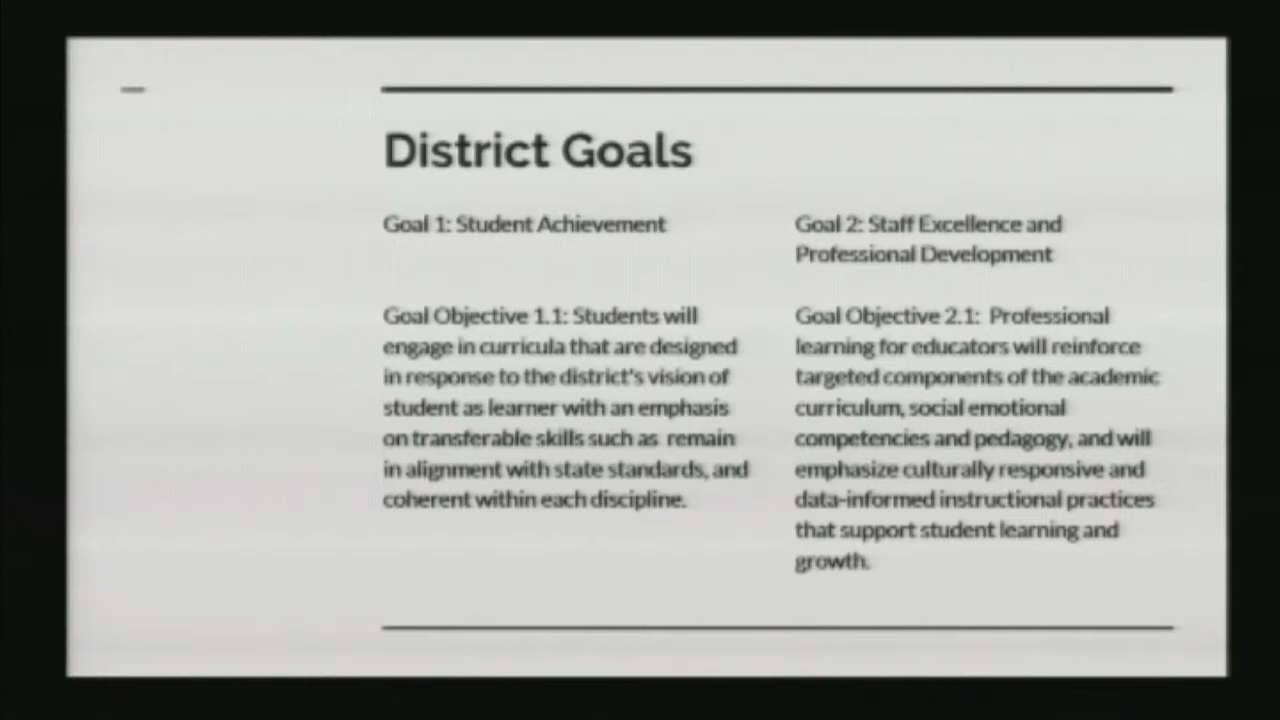 District Goals
Goal 1: Student Achievement
Goal Objective 1.1: Students will
engage in curricula that are designed
in response to the district's vision of
student as learner with an emphasis
on transferable skills such as  remain
in alignment with state standards, and
coherent within each discipline.
Goal 2: Staff Excellence and
Professional Development
Goal Objective 2.1:  Professional
learning for educators will reinforce
targeted components of the academic
curriculum, social emotional
competencies and pedagogy, and will
emphasize culturally responsive and
data-informed instructional practices
that support student learning and
growth.